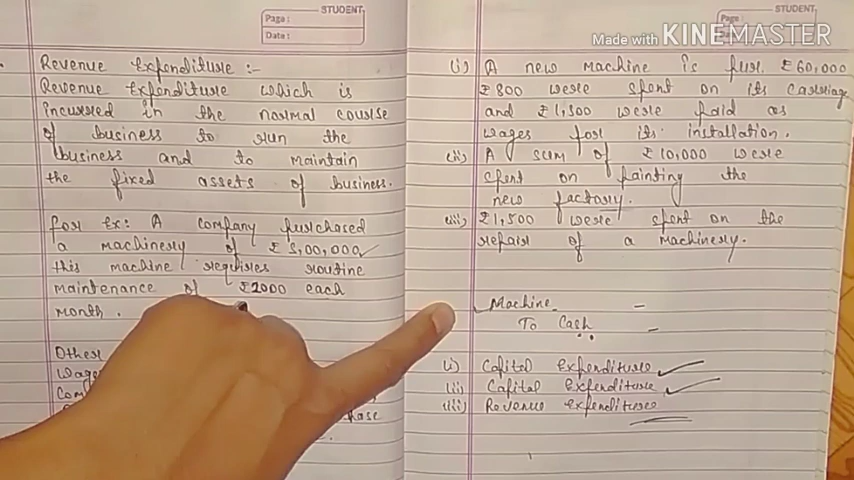 STUDENT
Page:
Date:
Revenue Expenditure :-
Revenue Expenditure which is
incurred in the normal course
of business to run the
business and to maintain
the fixed assets of business.
For Ex: A company purchased
a machinery of
this machine requires routine
maintenance of ₹2000 each
month.
Other
Wage
Com
STUDENT
Page:
Made with KINEMASTER
(i) A new machine is pur. ₹ 60,000
₹ 800 were spent on its carriage
and ₹ 1,300 were paid as
wages for its installation.
(ii) A sum of ₹ 10,000 were
spent on painting the
new factory.
(iii) ₹ 1,500 were spent on the
repair of a machinery.
Machine -
To Cash -
(i) Capital Expenditure
(ii) Capital Expenditure
(iii) Revenue Expenditure